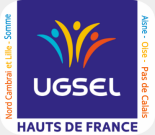 Nord Cambrai et Lille - Somme
Aisne - Oise - Pas de Calais
UGSEL
HAUTS DE FRANCE